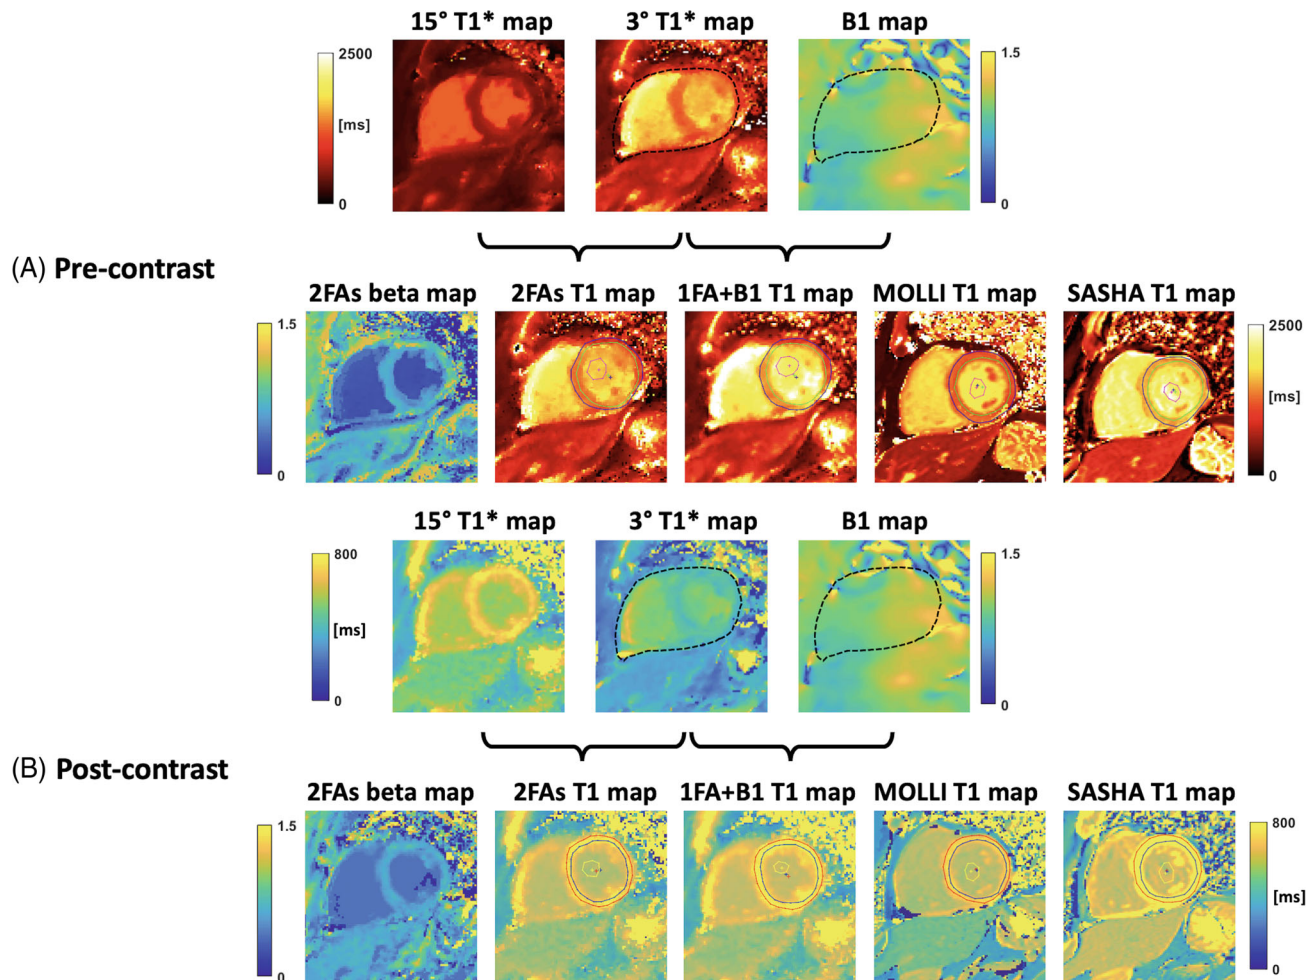 15° T1* map 3° T1* map B1 map
2500
[ms]
0
1.5
0
(A) Pre-contrast
2FAs beta map 2FAs T1 map 1FA+B1 T1 map MOLLI T1 map SASHA T1 map
1.5
0
2500
[ms]
0
15° T1* map 3° T1* map B1 map
800
[ms]
0
1.5
0
(B) Post-contrast
2FAs beta map 2FAs T1 map 1FA+B1 T1 map MOLLI T1 map SASHA T1 map
1.5
0
800
[ms]
0